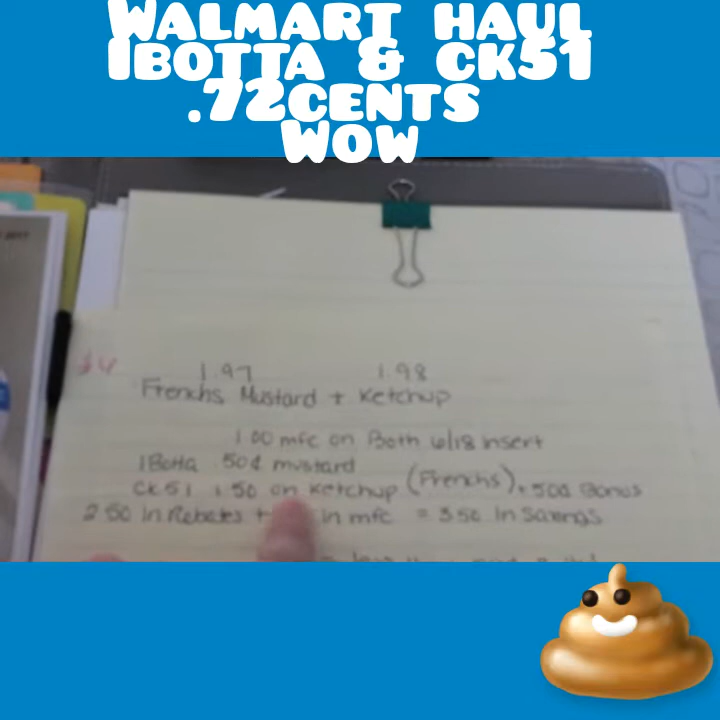 WALMART HAUL
IBOTTA & CK51
.72CENTS
WOW
$4
1.97 1.98
Frenchs Mustard + Ketchup
1.00 mfc on Both 6/18 insert
IBotta .50¢ mustard
CK51 1.50 on Ketchup (Frenchs) + 50¢ Bonus
2.50 in Rebates + in mfc = 3.50 in Savings